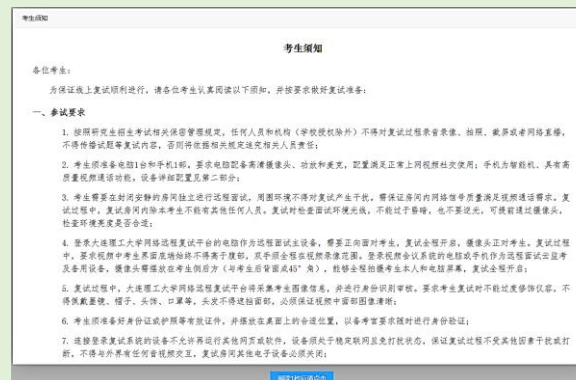 考生须知
考生须知
各位考生：
为保证线上复试顺利进行，请各位考生认真阅读以下须知，并按要求做好复试准备：
一、参试要求
1. 按照研究生招生考试相关保密管理规定，任何人员和机构（学校授权除外）不得对复试过程录音录像、拍照、截屏或者网络直播，
不得传播试题等复试内容，否则将依据相关规定追究相关人员责任；
2. 考生须准备电脑1台和手机1部，要求电脑配备高清摄像头、功放和麦克，配置满足正常上网视频社交使用；手机为智能机、具有高
质量视频通话功能，设备详细配置见第二部分；
3. 考生需要在封闭安静的房间独立进行远程面试，周围环境不得对复试产生干扰，需保证房间内网络信号质量满足视频通话需求。复
试过程中，复试房间内除本考生不能有其他任何人员。复试时检查面试环境光线，不能过于昏暗，也不要逆光，可提前通过摄像头，
检查环境亮度是否合适；
4. 登录大连理工大学网络远程复试平台的电脑作为远程面试主设备，需要正向面对考生，复试全程开启，摄像头正对考生。复试过程
中，要求视频中考生界面底端始终不得高于腹部，双手须全程在视频录像范围。登录视频会议系统的电脑或手机作为远程面试云监考
及备用设备，摄像头需摆放在考生侧后方（与考生后背面成45°角），能够全程拍摄考生本人和电脑屏幕，复试全程开启；
5. 复试过程中，大连理工大学网络远程复试平台将采集考生图像信息，并进行身份识别审核。要求考生复试时不能过度修饰仪容，不
得佩戴墨镜、帽子、头饰、口罩等，头发不得遮挡面部，必须保证视频中面部图像清晰；
6. 考生须准备好身份证或护照等有效证件，并摆放在桌面上的合适位置，以备考官要求随时进行身份验证；
7. 连接登录复试系统的设备不允许再运行其他网页或软件，设备须处于稳定联网且免打扰状态，保证复试过程不受其他因素干扰或打
断，不得与外界有任何音视频交互，复试房间其他电子设备必须关闭；